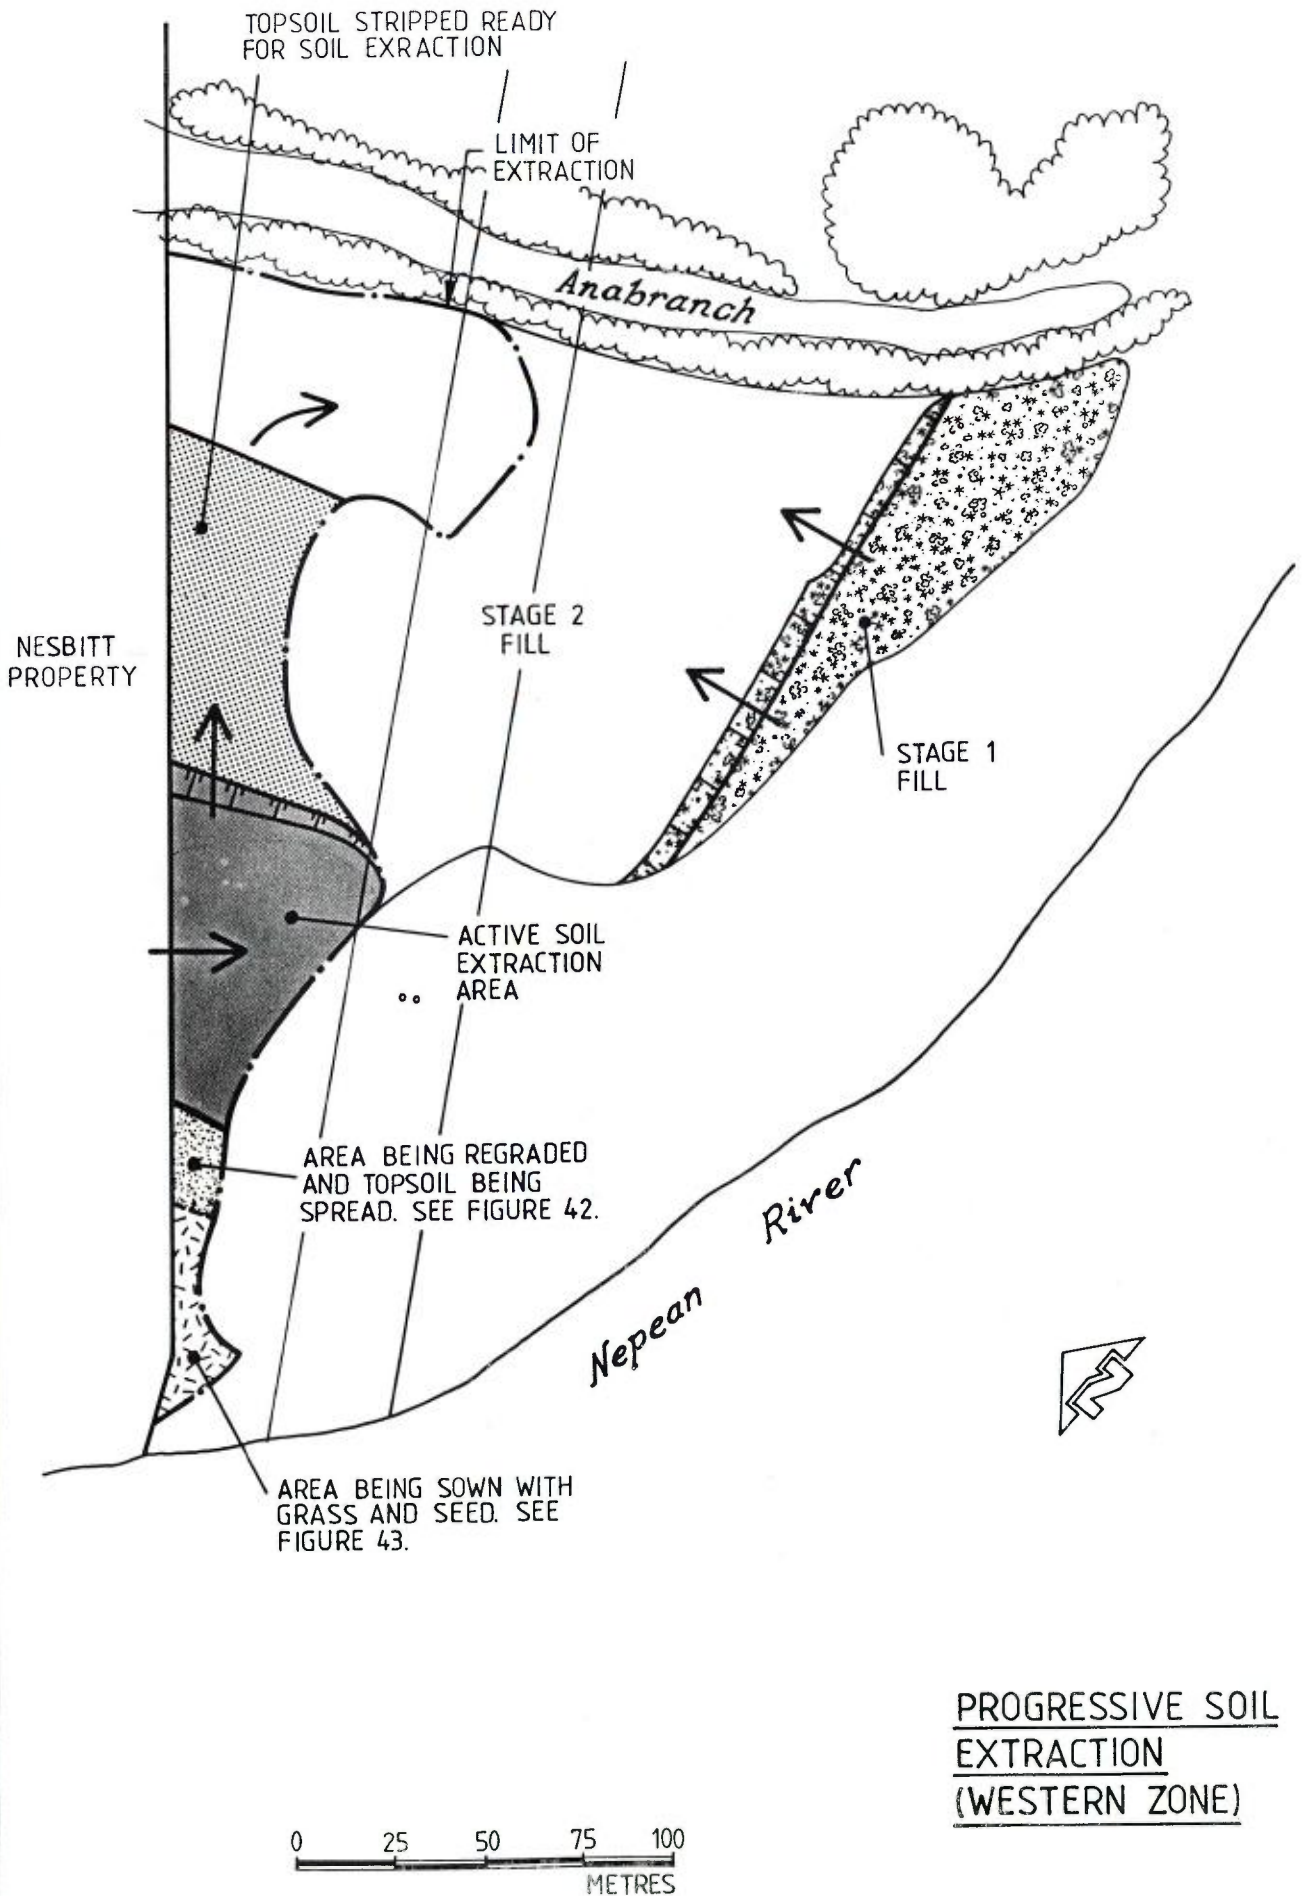 TOPSOIL STRIPPED READY
FOR SOIL EXRACTION
LIMIT OF
EXTRACTION
Anabranch
STAGE 2
FILL
NESBITT
PROPERTY
STAGE 1
FILL
ACTIVE SOIL
EXTRACTION
AREA
AREA BEING REGRADED
AND TOPSOIL BEING
SPREAD. SEE FIGURE 42.
Nepean River
AREA BEING SOWN WITH
GRASS AND SEED. SEE
FIGURE 43.
PROGRESSIVE SOIL
EXTRACTION
(WESTERN ZONE)
0 25 50 75 100
METRES